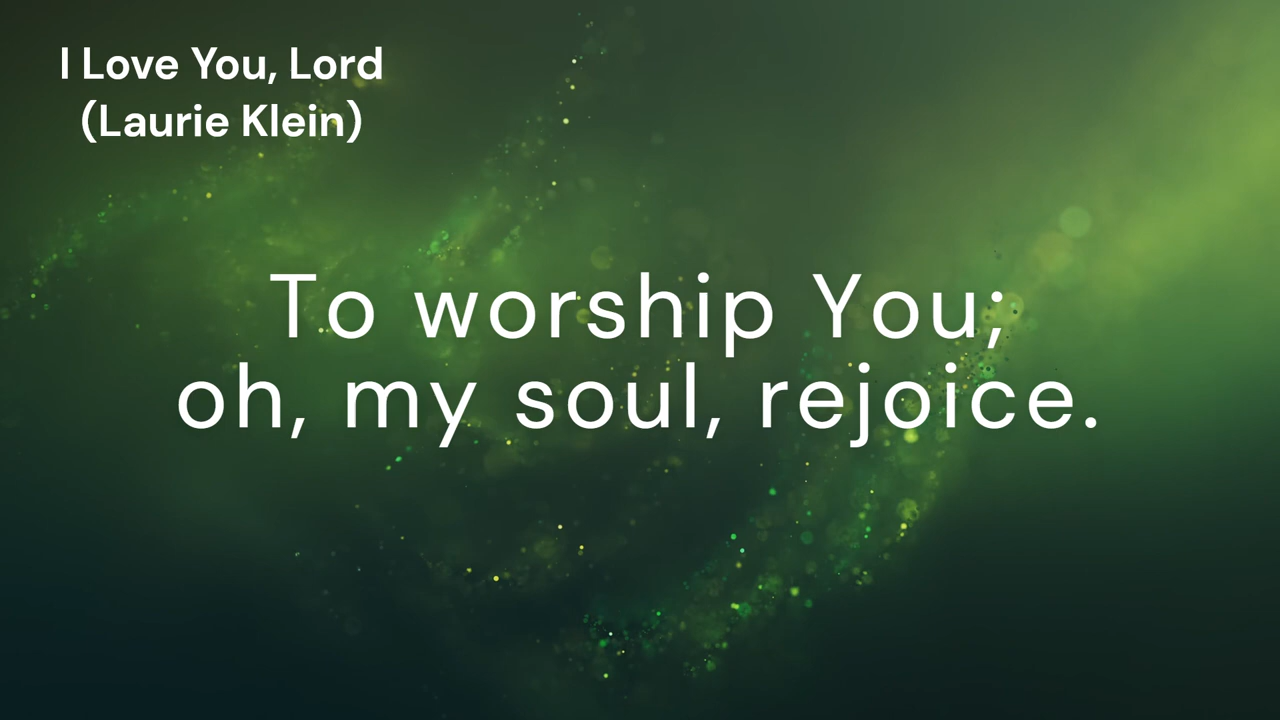 I Love You, Lord
(Laurie Klein)
To worship You;
oh, my soul, rejoice.